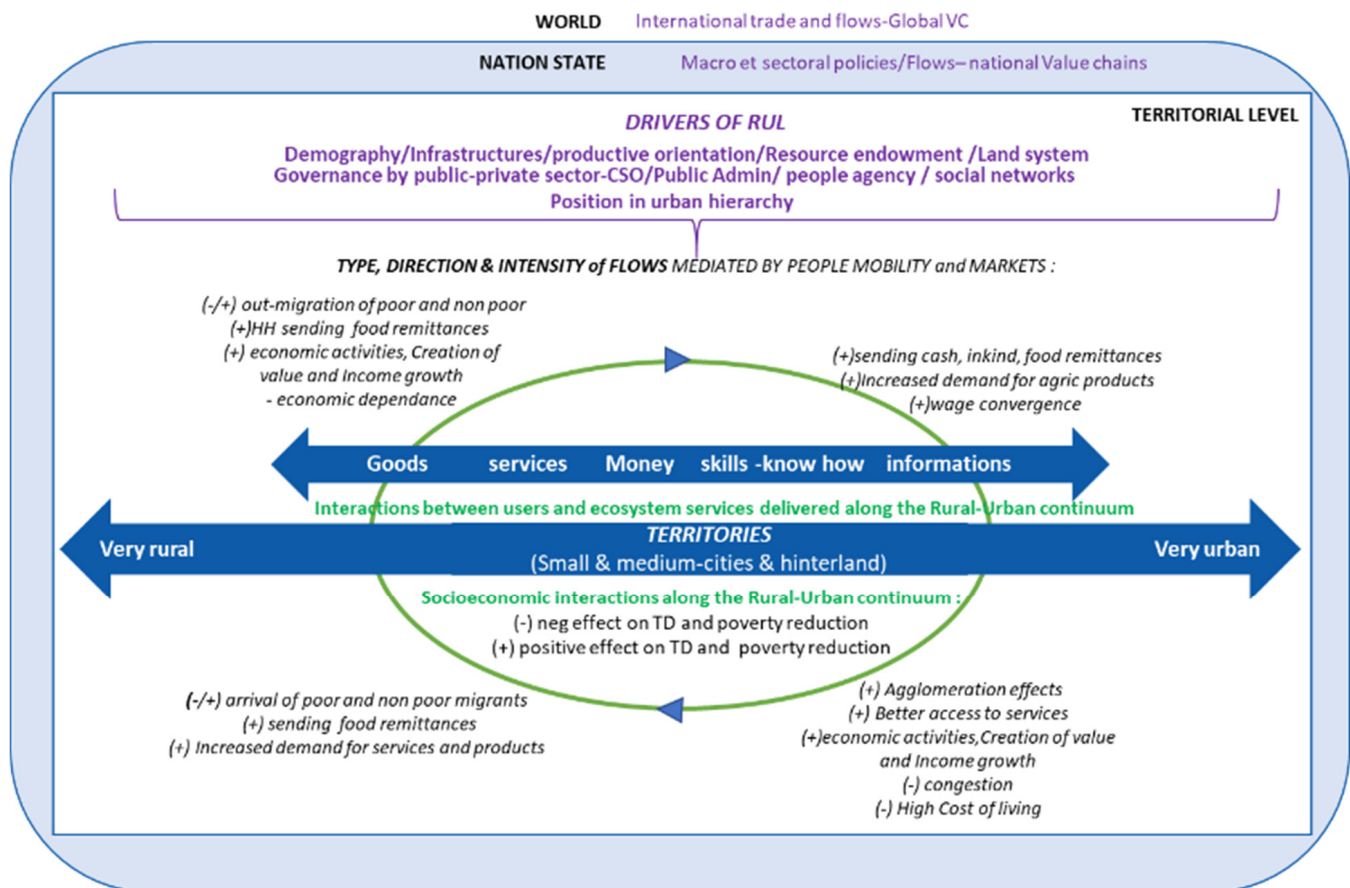 WORLD International trade and flows-Global VC
NATION STATE Macro et sectoral policies/Flows– national Value chains
TERRITORIAL LEVEL
DRIVERS OF RUL
Demography/Infrastructures/productive orientation/Resource endowment /Land system
Governance by public-private sector-CSO/Public Admin/ people agency / social networks
Position in urban hierarchy
TYPE, DIRECTION & INTENSITY of FLOWS MEDIATED BY PEOPLE MOBILITY and MARKETS :
(-/+) out-migration of poor and non poor
(+)HH sending food remittances
(+) economic activities, Creation of
value and Income growth
- economic dependance
(+)sending cash, inkind, food remittances
(+)Increased demand for agric products
(+)wage convergence
Goods services Money skills -know how informations
Interactions between users and ecosystem services delivered along the Rural-Urban continuum
Very rural
TERRITORIES
(Small & medium-cities & hinterland)
Very urban
Socioeconomic interactions along the Rural-Urban continuum :
(-) neg effect on TD and poverty reduction
(+) positive effect on TD and poverty reduction
(-/+) arrival of poor and non poor migrants
(+) sending food remittances
(+) Increased demand for services and products
(+) Agglomeration effects
(+) Better access to services
(+)economic activities,Creation of value
and Income growth
(-) congestion
(-) High Cost of living